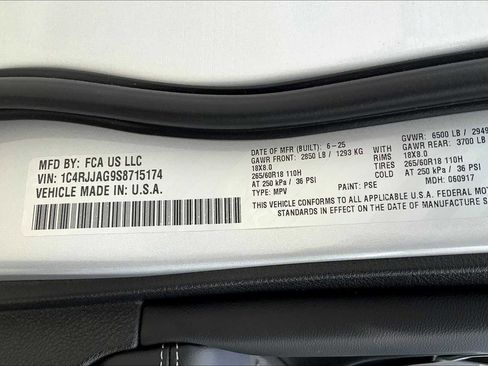 MFD BY: FCA US LLC
VIN: 1C4RJJAG9S8715174
VEHICLE MADE IN U.S.A.
DATE OF MFR (BUILT): 6-25
GAWR FRONT: 2850 LB / 1293 KG WITH
18X8.0 RIMS
265/60R18 110H TIRES
AT 250 kPa / 36 PSI COLD
TYPE: MPV PAINT: PSE
GVWR: 6500 LB / 2949
GAWR REAR: 3700 LB
18X8.0
265/60R18 110H
AT 250 kPa / 36 PSI
MDH: 060917
THIS VEHICLE CONFORMS TO ALL APPLICABLE U.S.A. FEDERAL MOTOR
STANDARDS IN EFFECT ON THE DATE OF MANUFACTURE